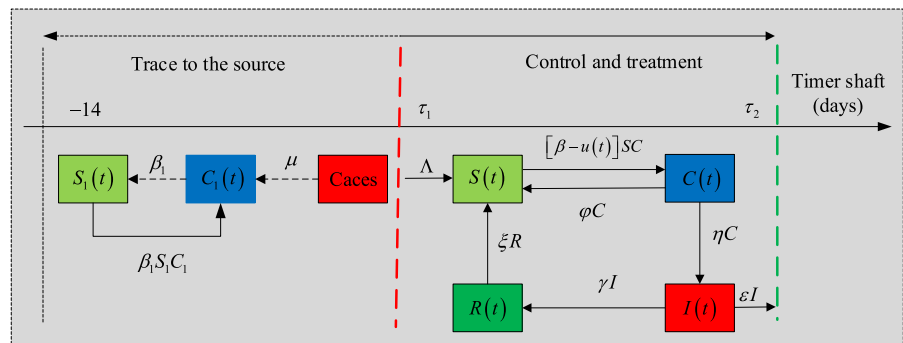 Trace to the source
Control and treatment
Timer shaft
(days)
−14
τ₁
τ₂
S₁(t)
β₁
C₁(t)
μ
Caces
Λ
S(t)
[β−u(t)]SC
C(t)
φC
β₁S₁C₁
ξR
ηC
R(t)
γI
I(t)
εI